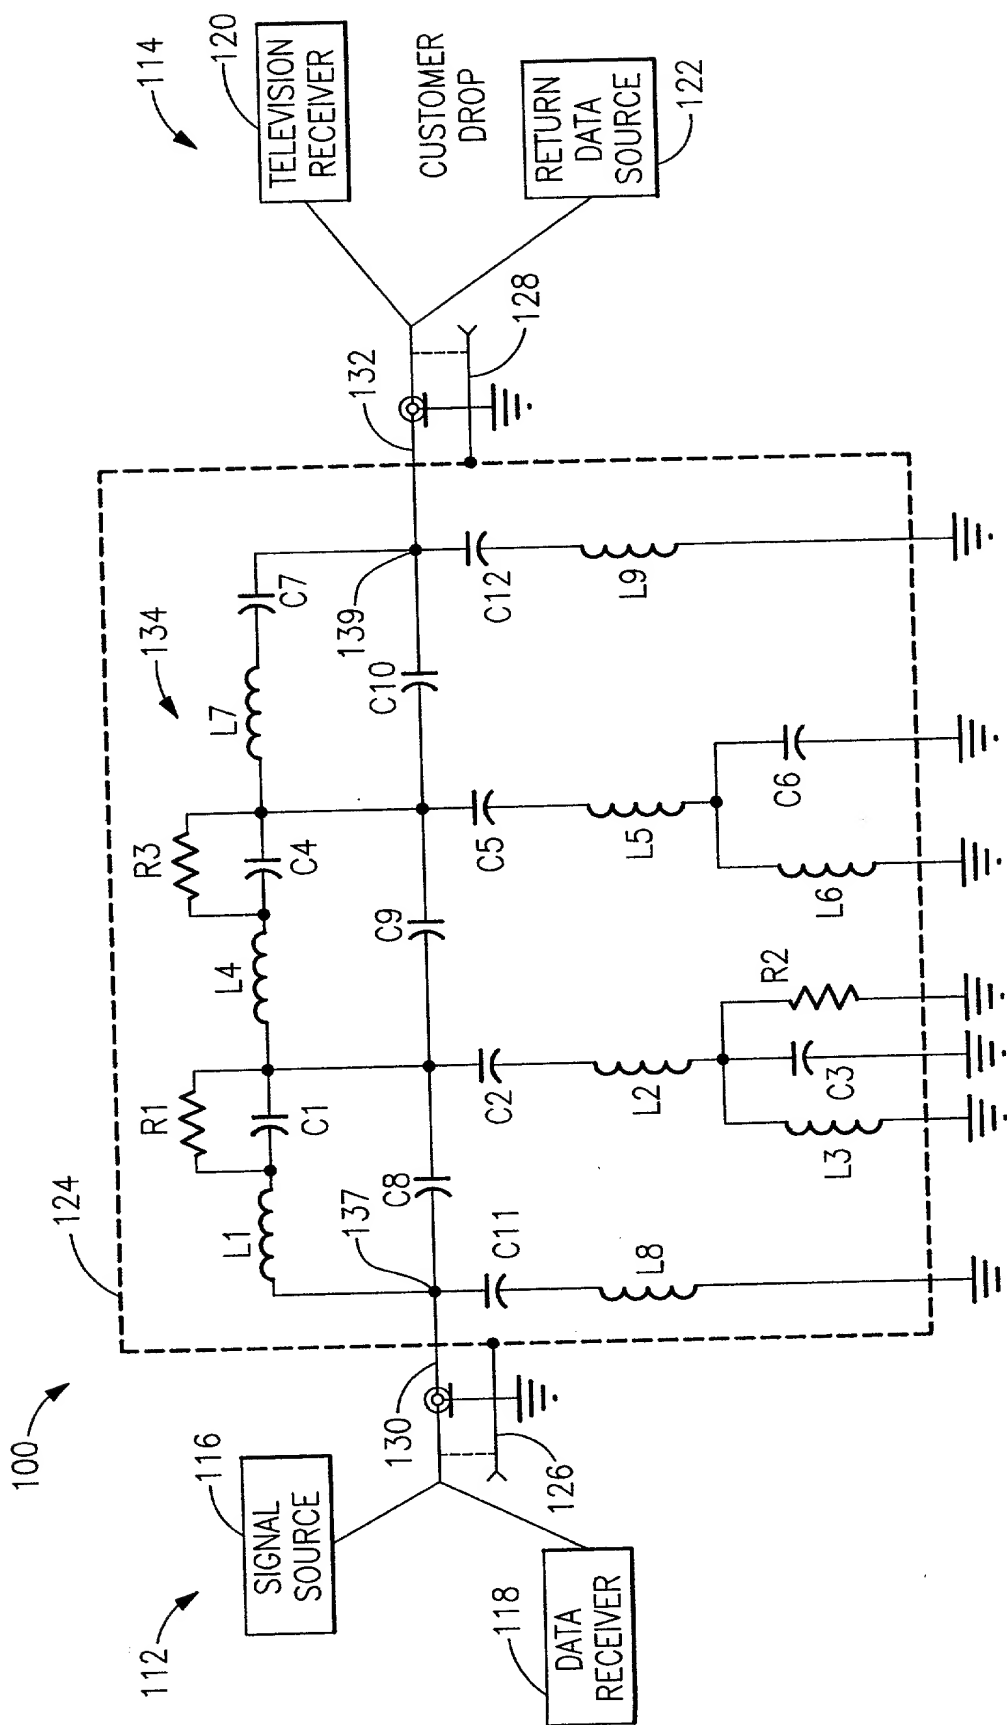 100
112
SIGNAL
SOURCE
116
DATA
RECEIVER
118
124
126
130
137
134
R1
L1
C1
L4
R3
C4
L7
C7
C8
C9
C10
139
C11
L8
C2
L2
L3
C3
R2
C5
L5
L6
C6
C12
L9
132
128
114
TELEVISION
RECEIVER
120
CUSTOMER
DROP
RETURN
DATA
SOURCE
122